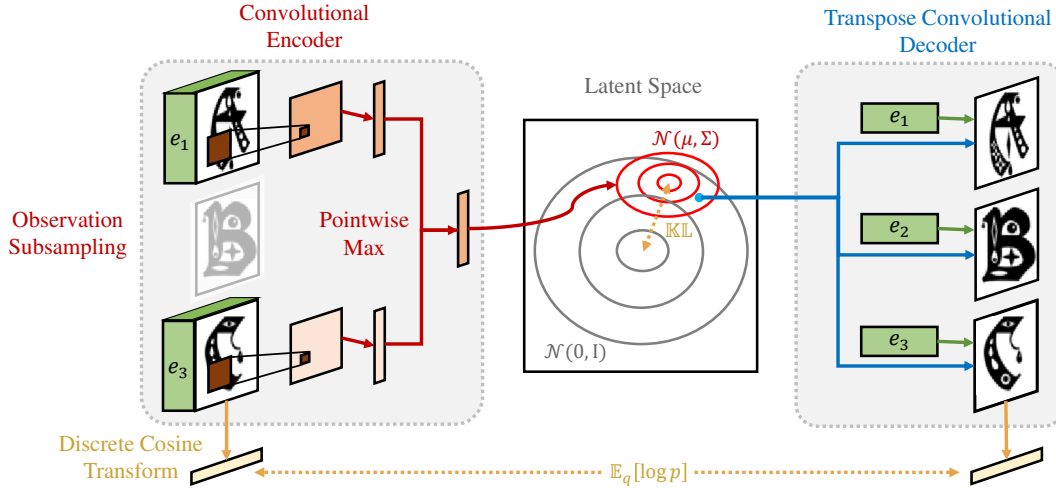 Convolutional
Encoder
Transpose Convolutional
Decoder
Latent Space
e₁
𝒩(μ, Σ)
e₁
A
Observation
Subsampling
B
Pointwise
Max
𝕂𝕃
e₂
B
e₃
C
𝒩(0, I)
e₃
C
Discrete Cosine
Transform
𝔼_q[log p]